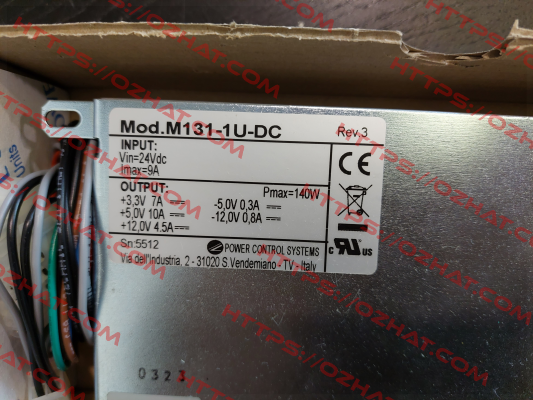 Mod.M131-1U-DC Rev.3
INPUT:
Vin=24Vdc
Imax=9A
OUTPUT: Pmax=140W
+3,3V 7A -5,0V 0,3A
+5,0V 10A -12,0V 0,8A
+12,0V 4.5A
Sn:5512
POWER CONTROL SYSTEMS
Via dell'Industria, 2 - 31020 S.Vendemiano - TV - Italy
CE
c RU US
0323
Units
HTTPS://OZHAT.COM